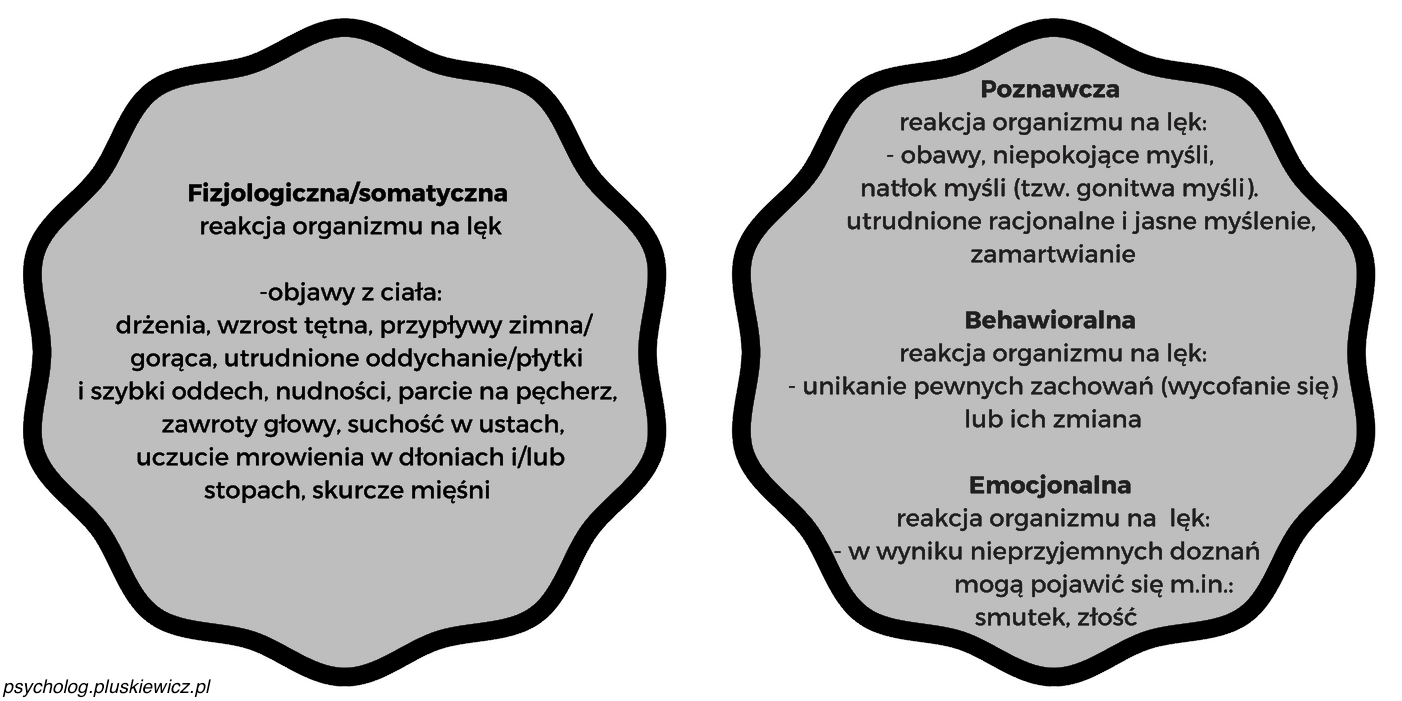 Fizjologiczna/somatyczna
reakcja organizmu na lęk
-objawy z ciała:
drżenia, wzrost tętna, przypływy zimna/
gorąca, utrudnione oddychanie/płytki
i szybki oddech, nudności, parcie na pęcherz,
zawroty głowy, suchość w ustach,
uczucie mrowienia w dłoniach i/lub
stopach, skurcze mięśni
Poznawcza
reakcja organizmu na lęk:
- obawy, niepokojące myśli,
natłok myśli (tzw. gonitwa myśli).
utrudnione racjonalne i jasne myślenie,
zamartwianie
Behawioralna
reakcja organizmu na lęk:
- unikanie pewnych zachowań (wycofanie się)
lub ich zmiana
Emocjonalna
reakcja organizmu na  lęk:
- w wyniku nieprzyjemnych doznań
mogą pojawić się m.in.:
smutek, złość
psycholog.pluskiewicz.pl